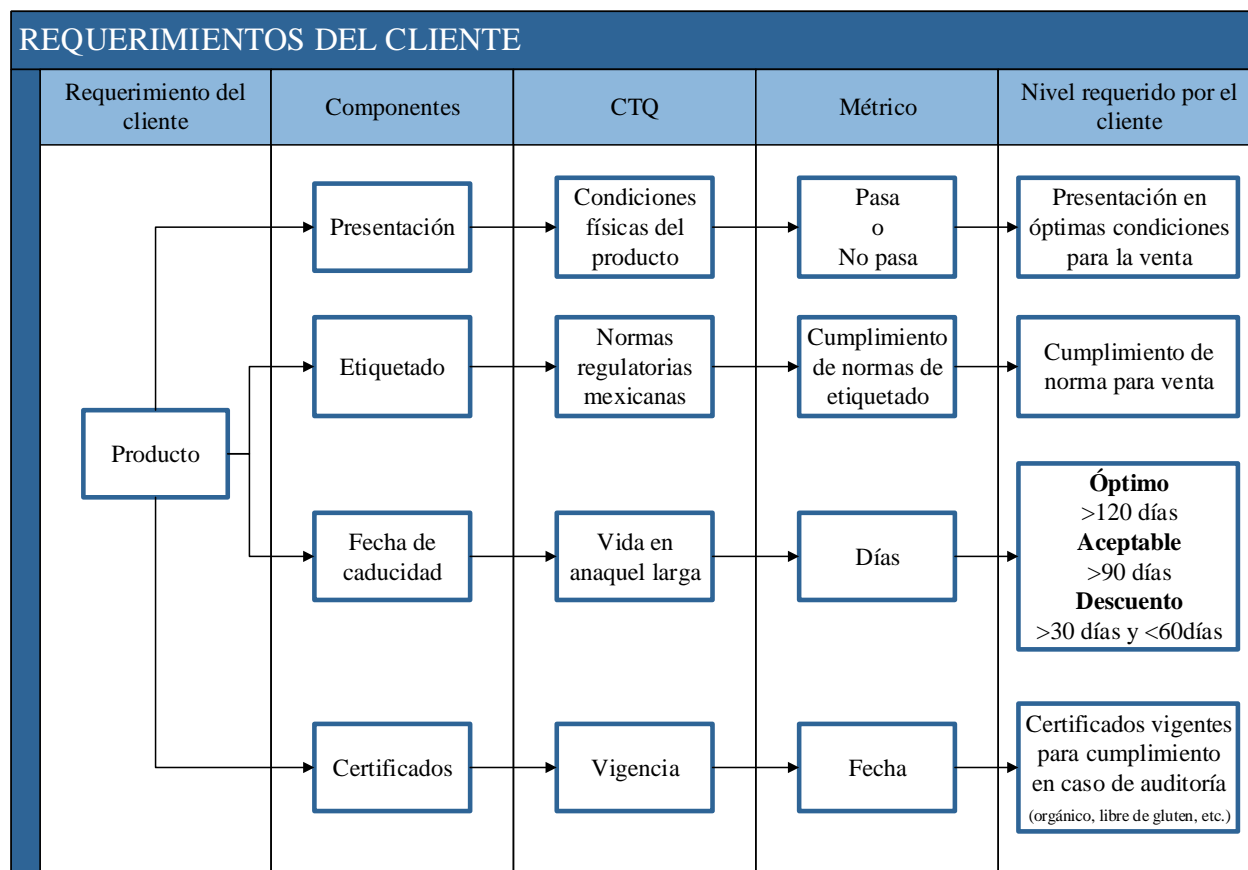 REQUERIMIENTOS DEL CLIENTE
Requerimiento del
cliente
Componentes
CTQ
Métrico
Nivel requerido por el
cliente
Producto
Presentación
Condiciones
físicas del
producto
Pasa
o
No pasa
Presentación en
óptimas condiciones
para la venta
Etiquetado
Normas
regulatorias
mexicanas
Cumplimiento
de normas de
etiquetado
Cumplimiento de
norma para venta
Fecha de
caducidad
Vida en
anaquel larga
Días
Óptimo
>120 días
Aceptable
>90 días
Descuento
>30 días y <60días
Certificados
Vigencia
Fecha
Certificados vigentes
para cumplimiento
en caso de auditoría
(orgánico, libre de gluten, etc.)